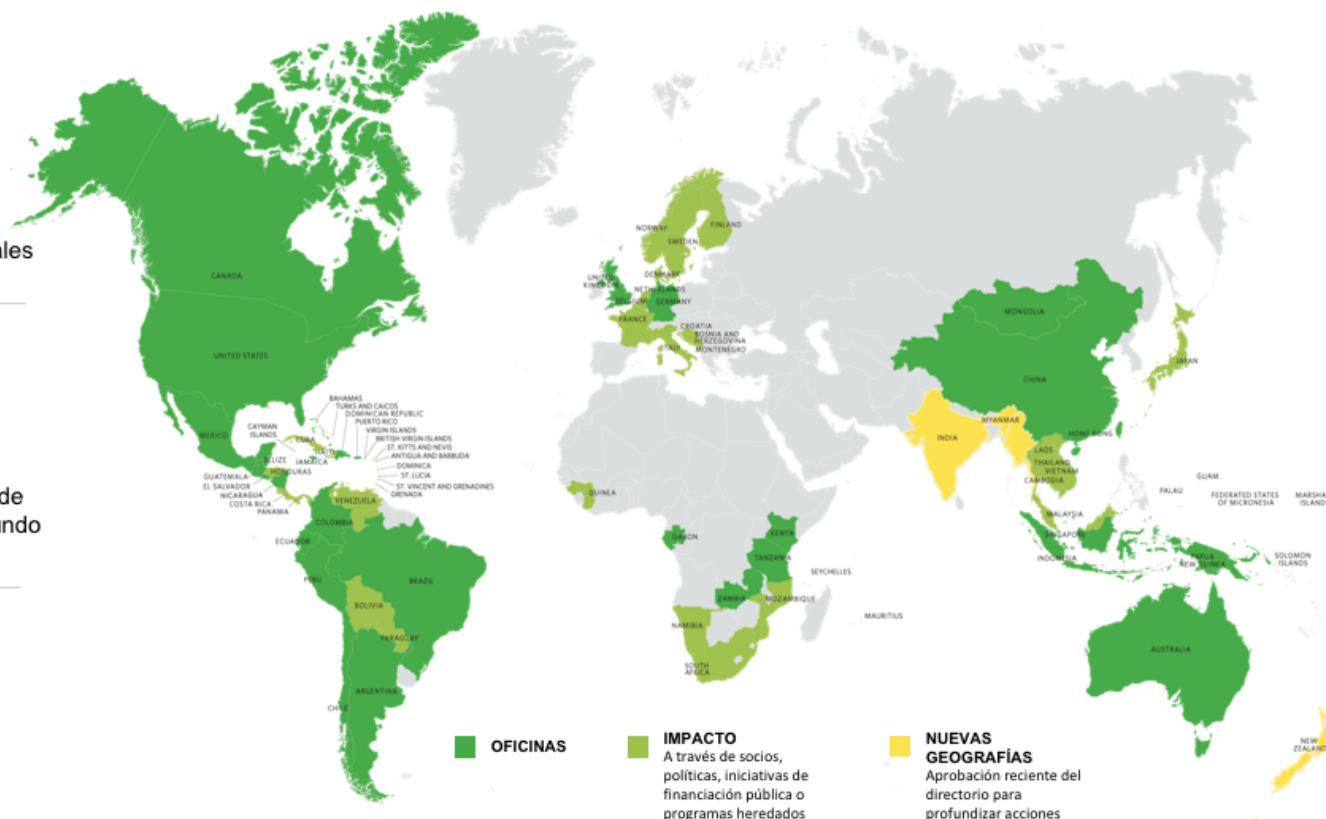 ales
de
undo
CANADA
UNITED STATES
MEXICO
BAHAMAS
TURKS AND CAICOS
DOMINICAN REPUBLIC
PUERTO RICO
VIRGIN ISLANDS
BRITISH VIRGIN ISLANDS
ST. KITTS AND NEVIS
ANTIGUA AND BARBUDA
DOMINICA
ST. LUCIA
ST. VINCENT AND GRENADINES
GRENADA
CAYMAN
ISLANDS
CUBA
HAITI
JAMAICA
BELIZE
HONDURAS
GUATEMALA
EL SALVADOR
NICARAGUA
COSTA RICA
PANAMA
VENEZUELA
COLOMBIA
ECUADOR
PERU
BRAZIL
BOLIVIA
PARAGUAY
ARGENTINA
CHILE
NORWAY
FINLAND
SWEDEN
DENMARK
UNITED
KINGDOM
NETHERLANDS
BELGIUM
GERMANY
FRANCE
CROATIA
BOSNIA AND
HERZEGOVINA
MONTENEGRO
ITALY
GUINEA
GABON
KENYA
TANZANIA
SEYCHELLES
ZAMBIA
MOZAMBIQUE
MAURITIUS
NAMIBIA
SOUTH
AFRICA
MONGOLIA
CHINA
JAPAN
INDIA
MYANMAR
HONG KONG
LAOS
THAILAND
VIETNAM
CAMBODIA
MALAYSIA
SINGAPORE
INDONESIA
PALAU
GUAM
FEDERATED STATES
OF MICRONESIA
MARSHA
ISLAND
PAPUA
NEW GUINEA
SOLOMON
ISLANDS
AUSTRALIA
NEW
ZEALAND
OFICINAS
IMPACTO
A través de socios,
políticas, iniciativas de
financiación pública o
programas heredados
NUEVAS
GEOGRAFÍAS
Aprobación reciente del
directorio para
profundizar acciones